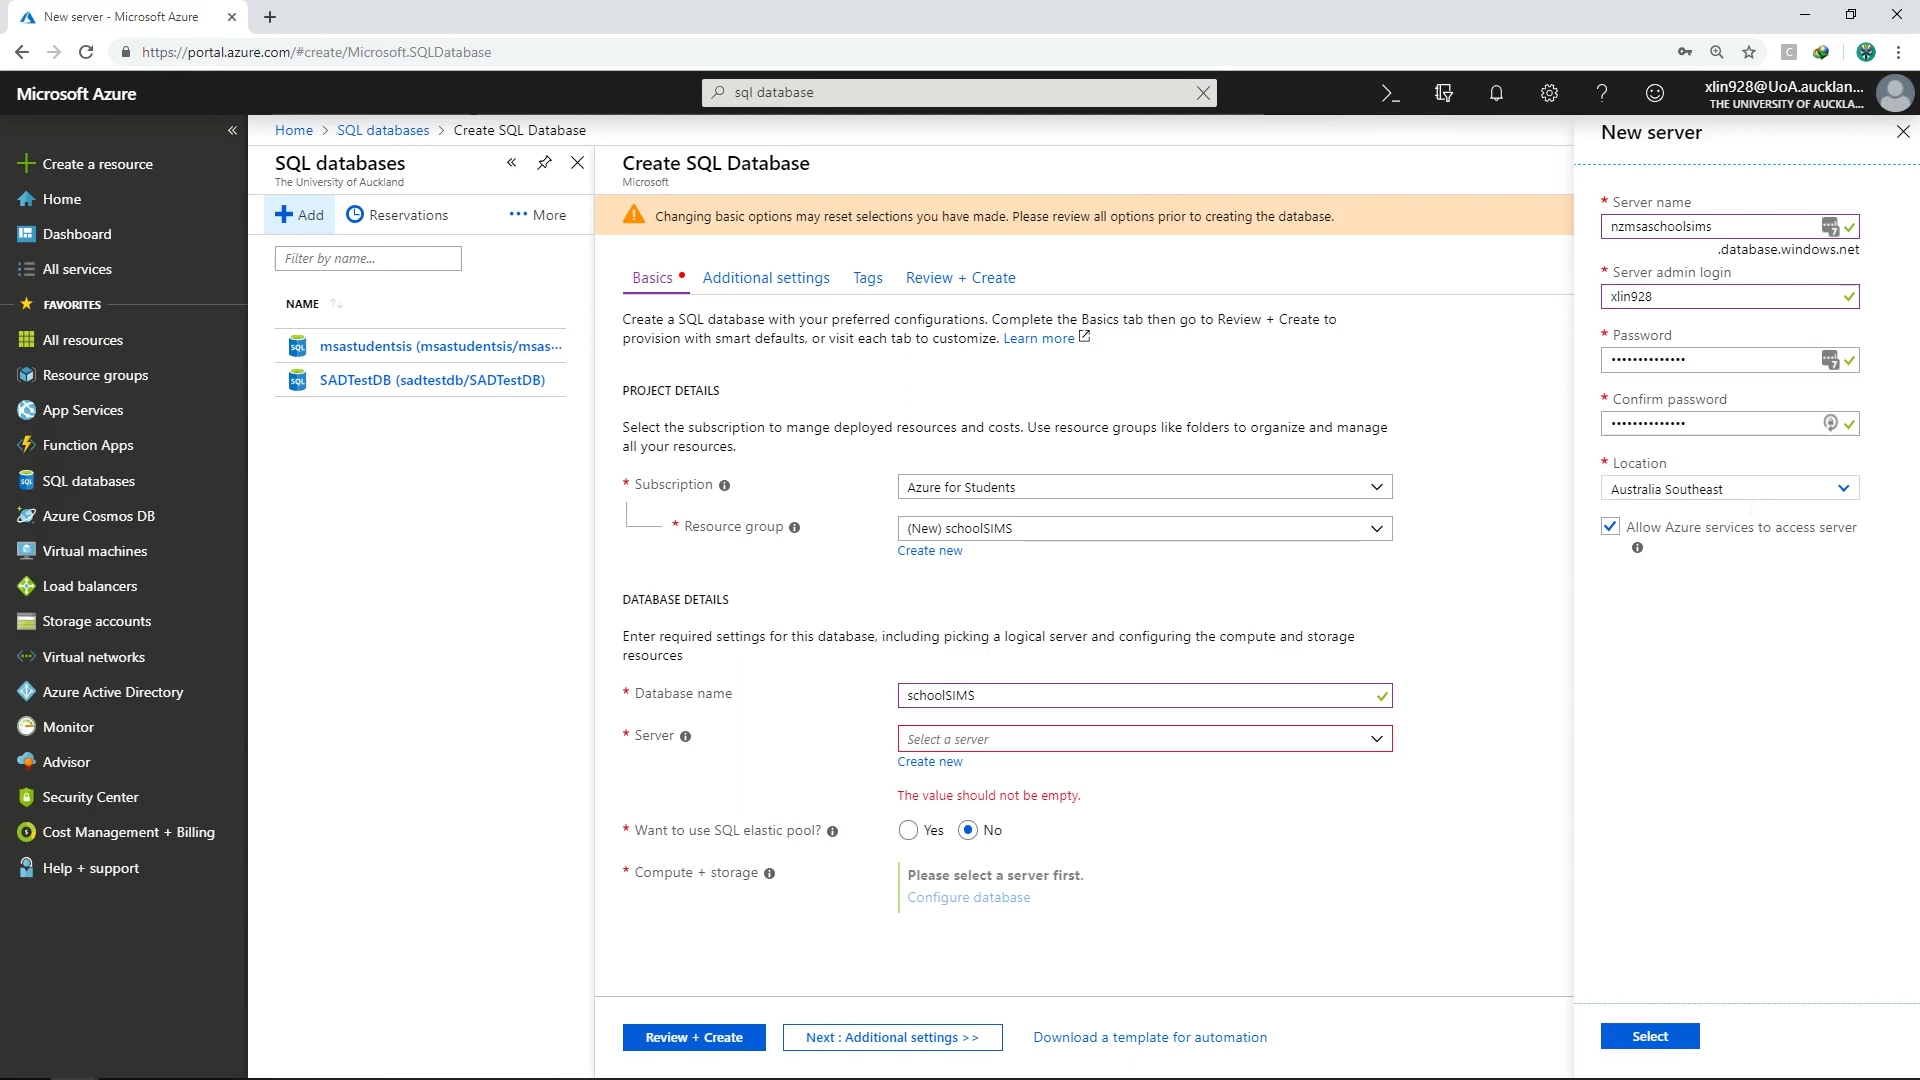 New server - Microsoft Azure
https://portal.azure.com/#create/Microsoft.SQLDatabase
Microsoft Azure
sql database
xlin928@UoA.aucklan...
THE UNIVERSITY OF AUCKLA...
Create a resource
Home
Dashboard
All services
FAVORITES
All resources
Resource groups
App Services
Function Apps
SQL databases
Azure Cosmos DB
Virtual machines
Load balancers
Storage accounts
Virtual networks
Azure Active Directory
Monitor
Advisor
Security Center
Cost Management + Billing
Help + support
Home > SQL databases > Create SQL Database
SQL databases
The University of Auckland
Add
Reservations
More
Filter by name...
NAME
msastudentsis (msastudentsis/msas...
SADTestDB (sadtestdb/SADTestDB)
Create SQL Database
Microsoft
Changing basic options may reset selections you have made. Please review all options prior to creating the database.
Basics
Additional settings
Tags
Review + Create
Create a SQL database with your preferred configurations. Complete the Basics tab then go to Review + Create to
provision with smart defaults, or visit each tab to customize. Learn more
PROJECT DETAILS
Select the subscription to mange deployed resources and costs. Use resource groups like folders to organize and manage
all your resources.
* Subscription
Azure for Students
* Resource group
(New) schoolSIMS
Create new
DATABASE DETAILS
Enter required settings for this database, including picking a logical server and configuring the compute and storage
resources
* Database name
schoolSIMS
* Server
Select a server
Create new
The value should not be empty.
* Want to use SQL elastic pool?
Yes
No
* Compute + storage
Please select a server first.
Configure database
Review + Create
Next : Additional settings >>
Download a template for automation
New server
* Server name
nzmsaschoolsims
.database.windows.net
* Server admin login
xlin928
* Password
* Confirm password
* Location
Australia Southeast
Allow Azure services to access server
Select